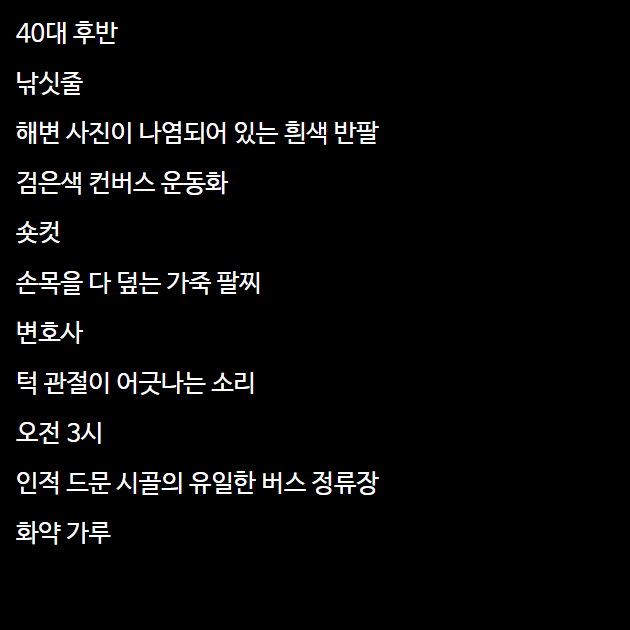 40대 후반
낚싯줄
해변 사진이 나염되어 있는 흰색 반팔
검은색 컨버스 운동화
숏컷
손목을 다 덮는 가죽 팔찌
변호사
턱 관절이 어긋나는 소리
오전 3시
인적 드문 시골의 유일한 버스 정류장
화약 가루